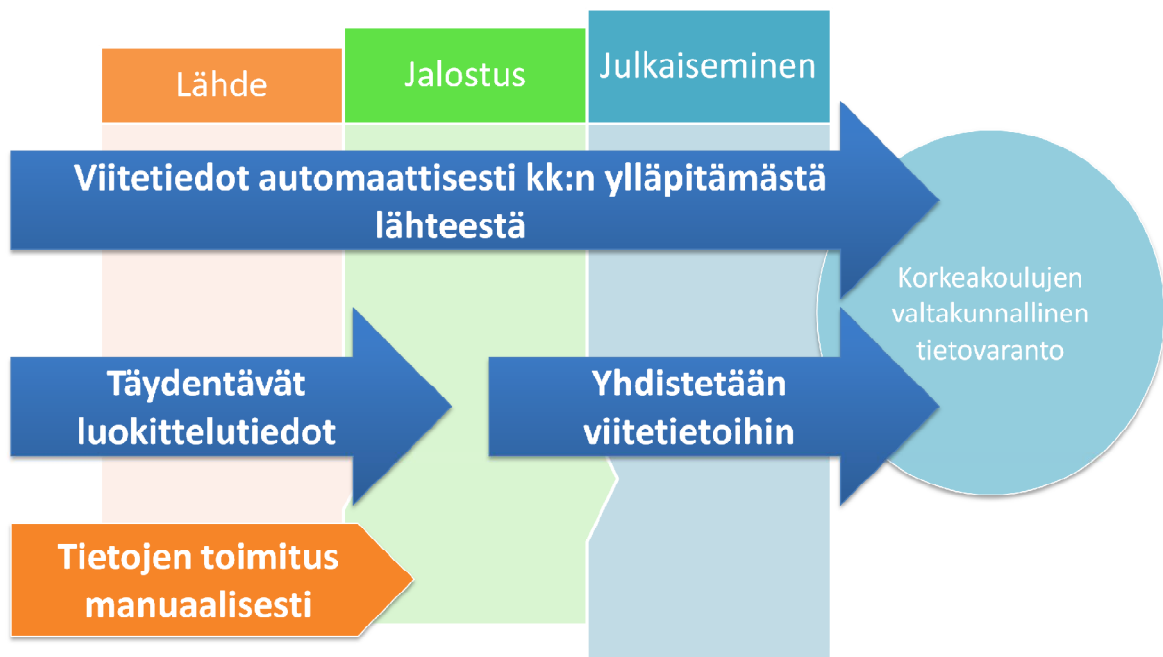 Lähde
Jalostus
Julkaiseminen
Viitetiedot automaattisesti kk:n ylläpitämästä
lähteestä
Korkeakoulujen
valtakunnallinen
tietovaranto
Täydentävät
luokittelutiedot
Yhdistetään
viitetietoihin
Tietojen toimitus
manuaalisesti